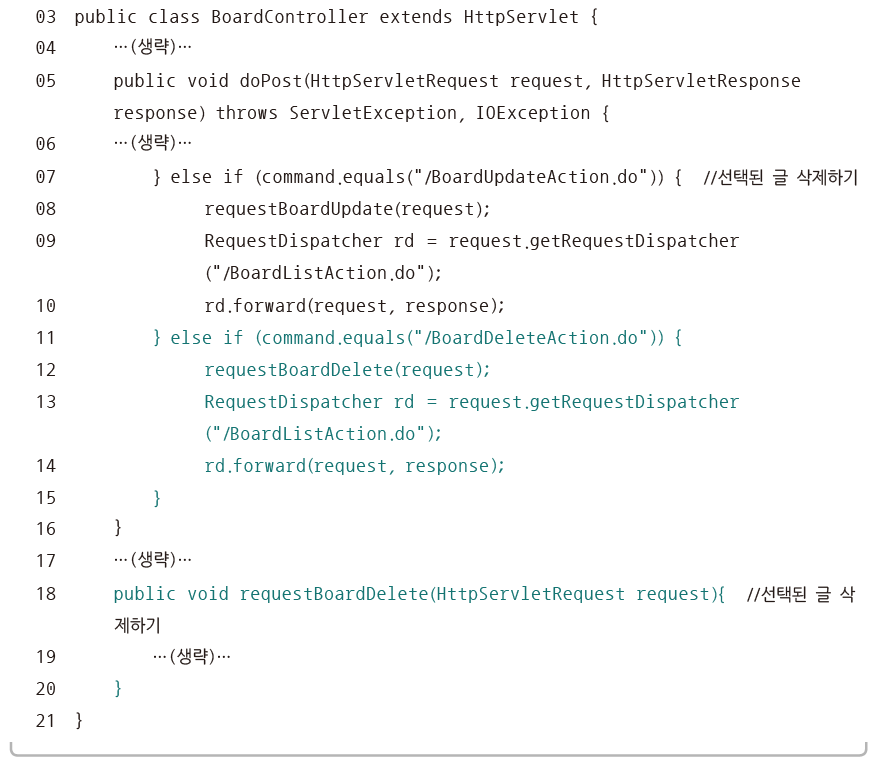 03 public class BoardController extends HttpServlet {
04 …(생략)…
05 public void doPost(HttpServletRequest request, HttpServletResponse
response) throws ServletException, IOException {
06 …(생략)…
07 } else if (command.equals("/BoardUpdateAction.do")) { //선택된 글 삭제하기
08 requestBoardUpdate(request);
09 RequestDispatcher rd = request.getRequestDispatcher
("/BoardListAction.do");
10 rd.forward(request, response);
11 } else if (command.equals("/BoardDeleteAction.do")) {
12 requestBoardDelete(request);
13 RequestDispatcher rd = request.getRequestDispatcher
("/BoardListAction.do");
14 rd.forward(request, response);
15 }
16 }
17 …(생략)…
18 public void requestBoardDelete(HttpServletRequest request){ //선택된 글 삭
제하기
19 …(생략)…
20 }
21 }